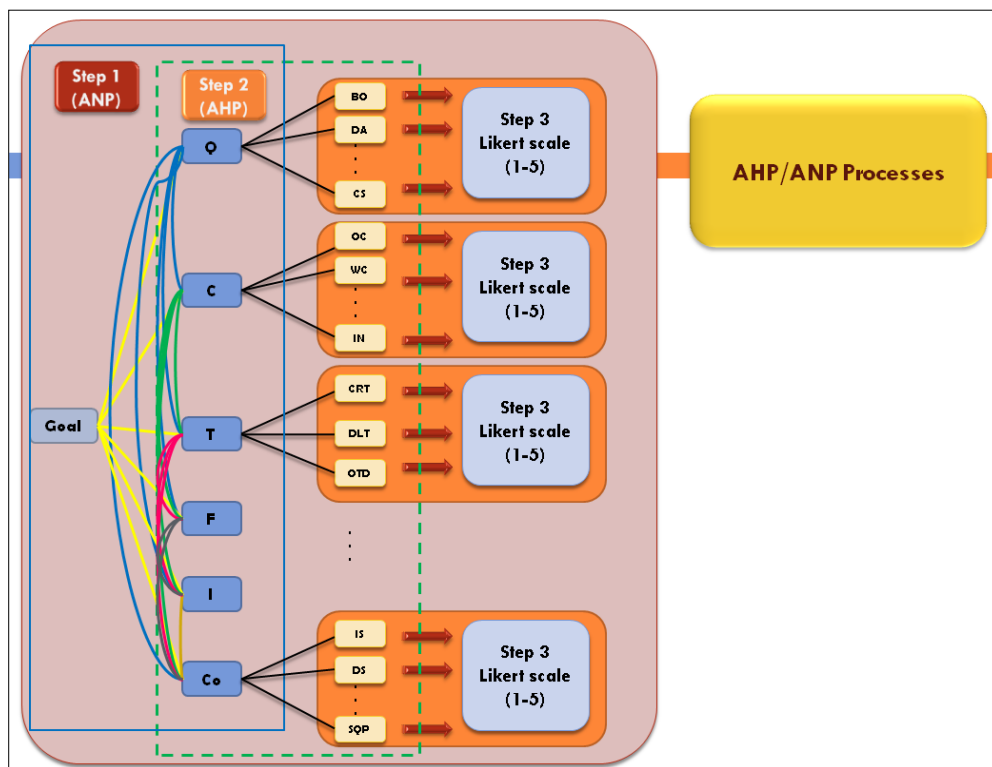 Step 1
(ANP)
Step 2
(AHP)
Goal
Q
C
T
F
I
Co
BO
DA
CS
Step 3
Likert scale
(1-5)
OC
WC
IN
Step 3
Likert scale
(1-5)
CRT
DLT
OTD
Step 3
Likert scale
(1-5)
IS
DS
SQP
Step 3
Likert scale
(1-5)
AHP/ANP Processes